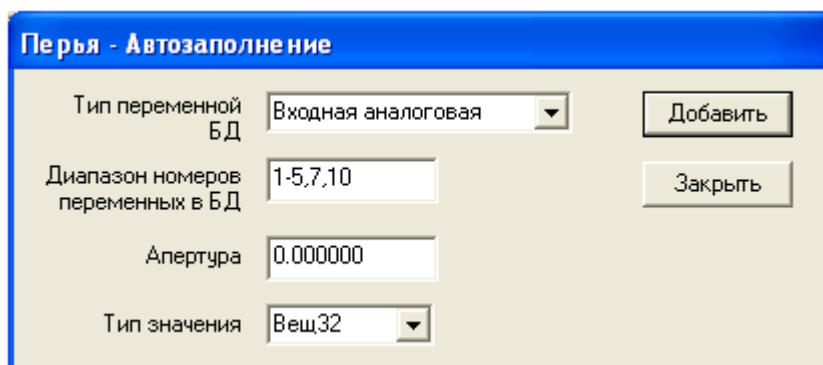 Перья - Автозаполнение
Тип переменной
БД
Входная аналоговая
Добавить
Диапазон номеров
переменных в БД
1-5,7,10
Закрыть
Апертура
0.000000
Тип значения
Вещ32